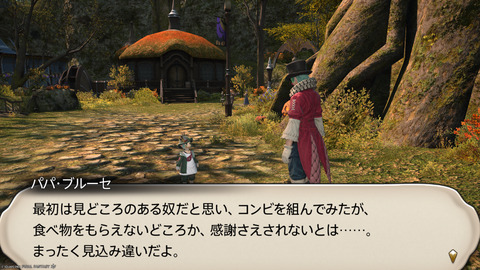 パパ・ブルーセ
最初は見どころのある奴だと思い、コンビを組んでみたが、
食べ物をもらえないどころか、感謝さえされないとは……。
まったく見込み違いだよ。